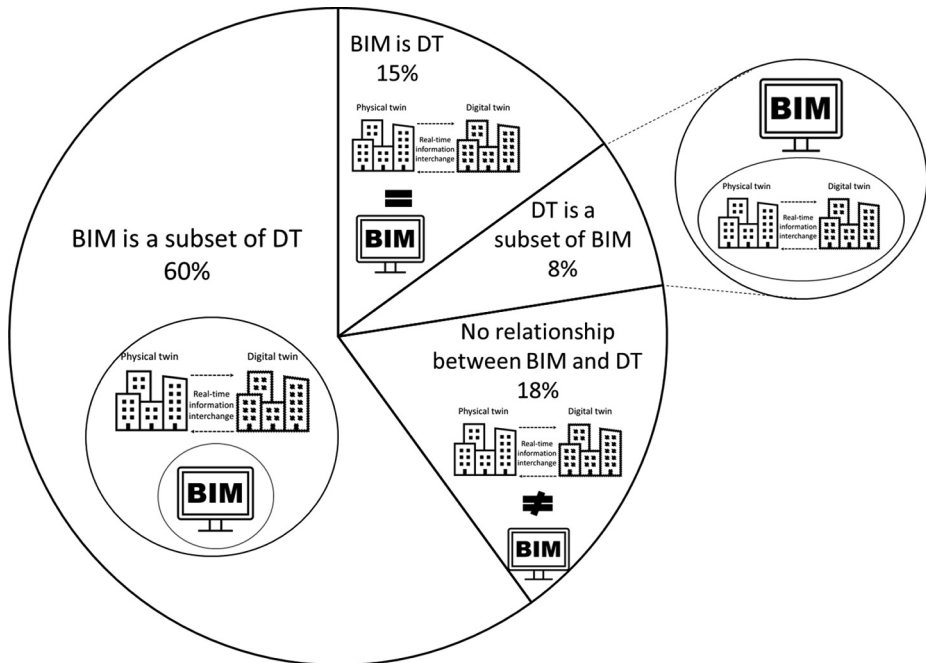 BIM is DT
15%
Physical twin
Digital twin
Real-time
information
interchange
BIM
BIM is a subset of DT
60%
Physical twin
Digital twin
Real-time
information
interchange
BIM
DT is a
subset of BIM
8%
BIM
Physical twin
Digital twin
Real-time
information
interchange
No relationship
between BIM and DT
18%
Physical twin
Digital twin
Real-time
information
interchange
BIM